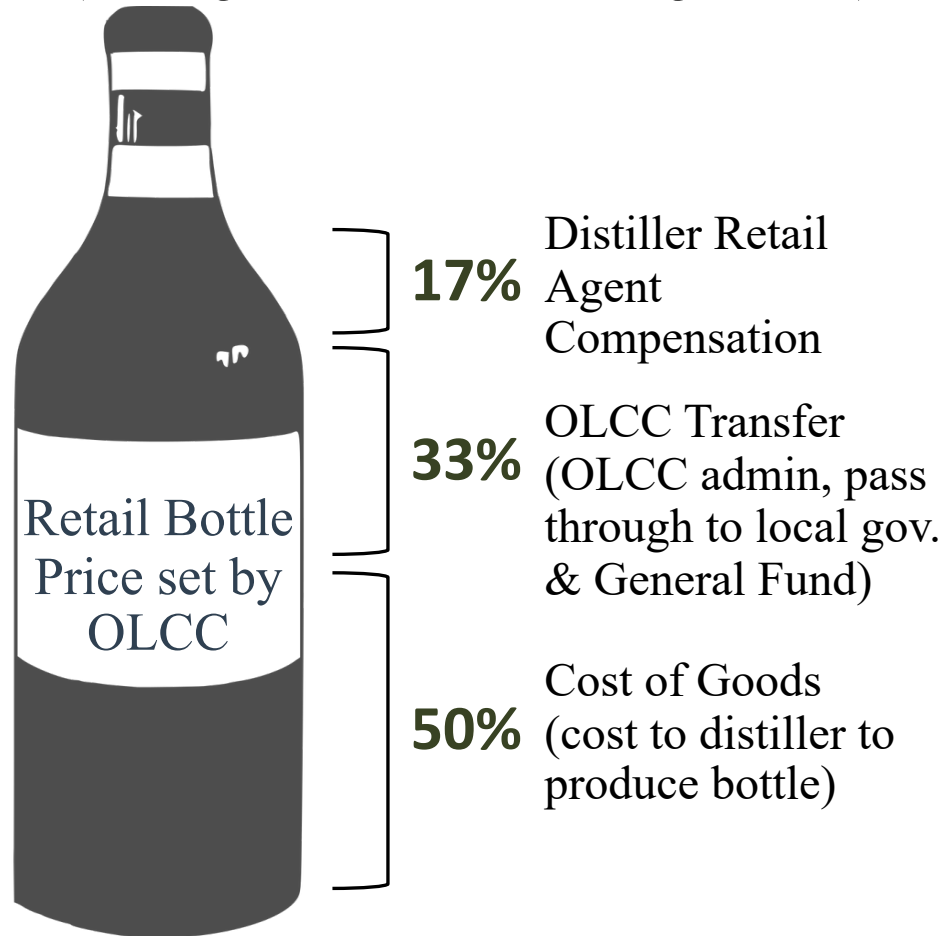 Retail Bottle
Price set by
OLCC
17%
Distiller Retail
Agent
Compensation
33%
OLCC Transfer
(OLCC admin, pass
through to local gov.
& General Fund)
50%
Cost of Goods
(cost to distiller to
produce bottle)